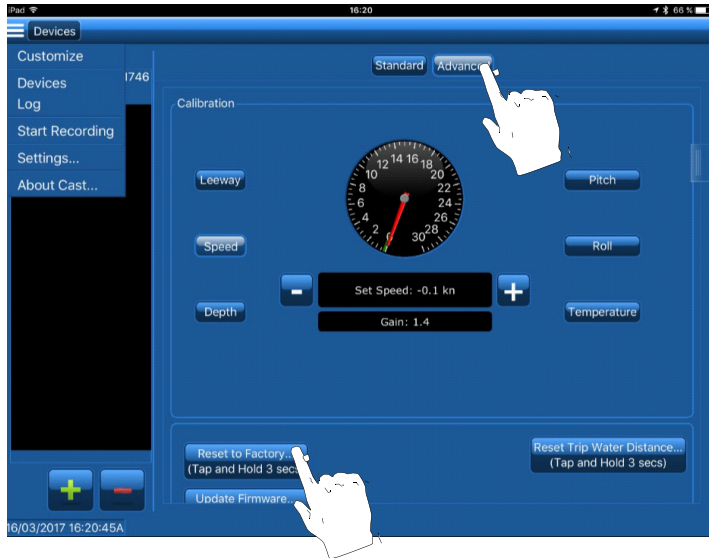 iPad 16:20 66 %
Devices
Customize
Devices
Log
Start Recording
Settings...
About Cast...
1746
Standard
Calibration
Leeway
Speed
Depth
0 2 4 6 8 10 12 14 16 18 20 22 24 26 28 30
Pitch
Roll
Temperature
- Set Speed: -0.1 kn +
Gain: 1.4
Reset to Factory...
(Tap and Hold 3 secs)
Update Firmware...
Reset Trip Water Distance...
(Tap and Hold 3 secs)
+ -
16/03/2017 16:20:45A